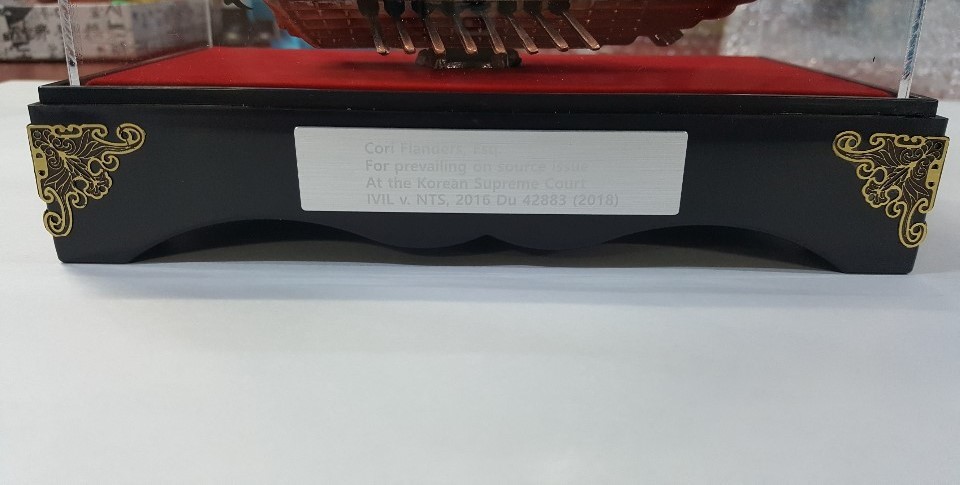 Cori Flanders, Esq
For prevailing on source issue
At the Korean Supreme Court
IVIL v. NTS, 2016 Du 42883 (2018)